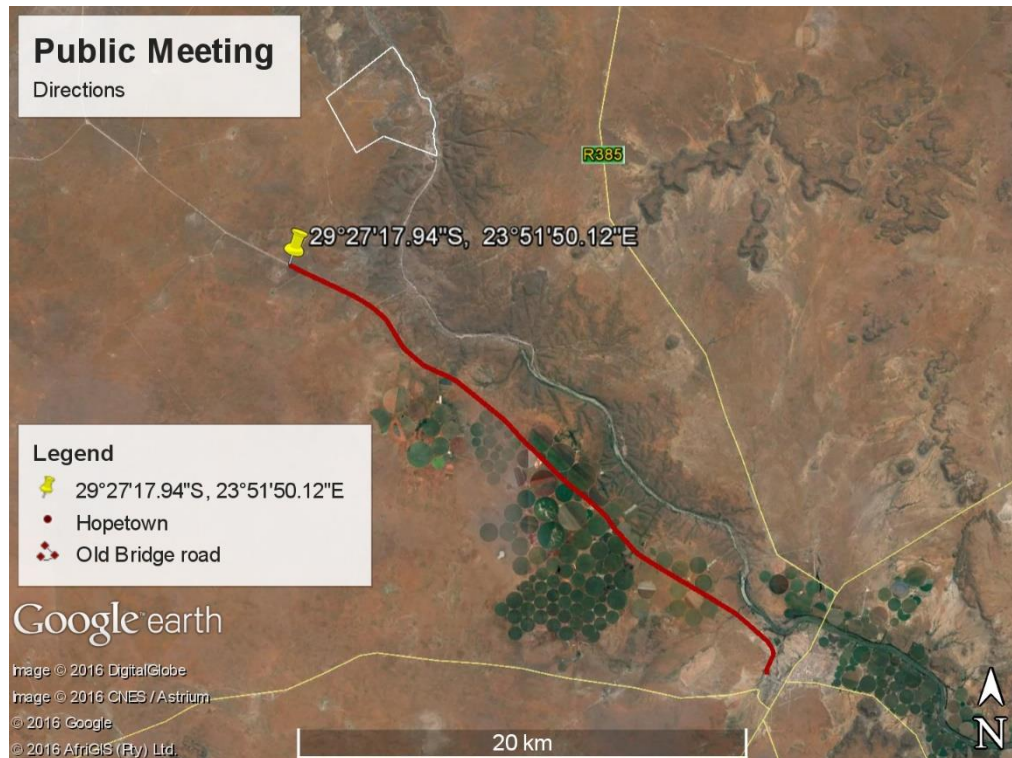 Public Meeting
Directions
R385
29°27'17.94"S, 23°51'50.12"E
Legend
29°27'17.94"S, 23°51'50.12"E
Hopetown
Old Bridge road
Google earth
Image © 2016 DigitalGlobe
Image © 2016 CNES / Astrium
© 2016 Google
© 2016 AfriGIS (Pty) Ltd.
20 km
N